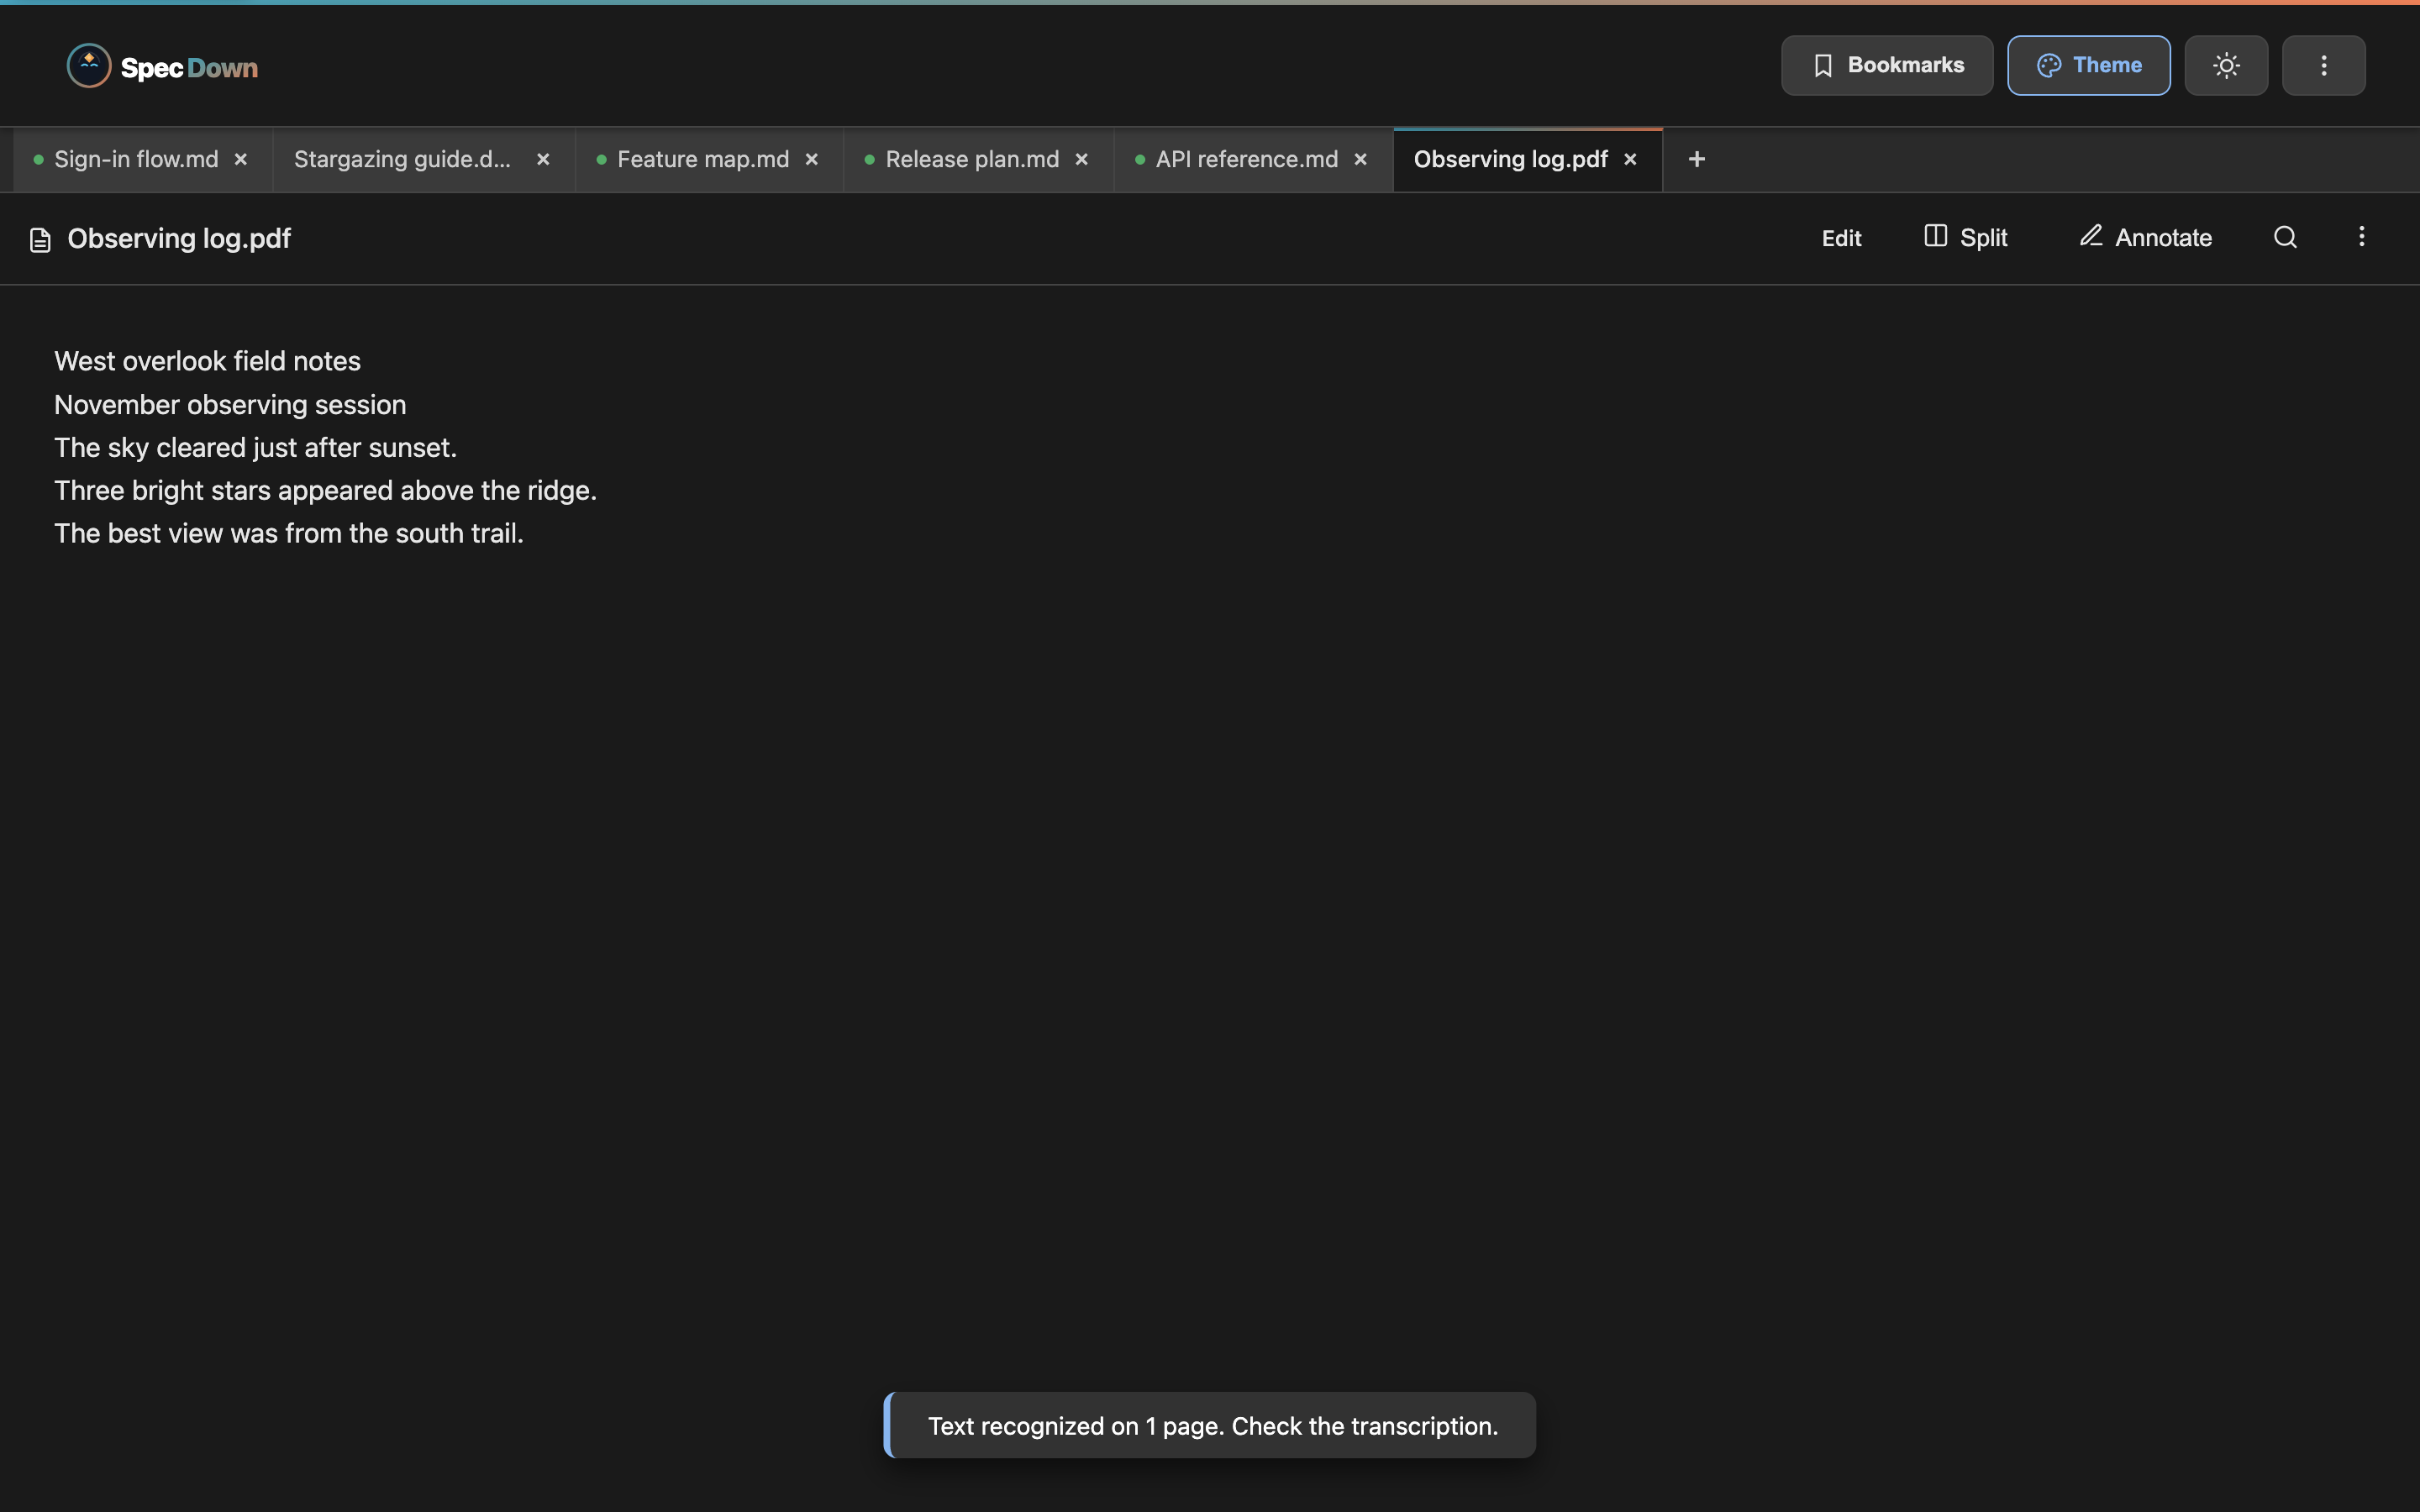 SpecDown
Bookmarks
Theme
Sign-in flow.md
Stargazing guide.d...
Feature map.md
Release plan.md
API reference.md
Observing log.pdf
Observing log.pdf
Edit
Split
Annotate
West overlook field notes
November observing session
The sky cleared just after sunset.
Three bright stars appeared above the ridge.
The best view was from the south trail.
Text recognized on 1 page. Check the transcription.